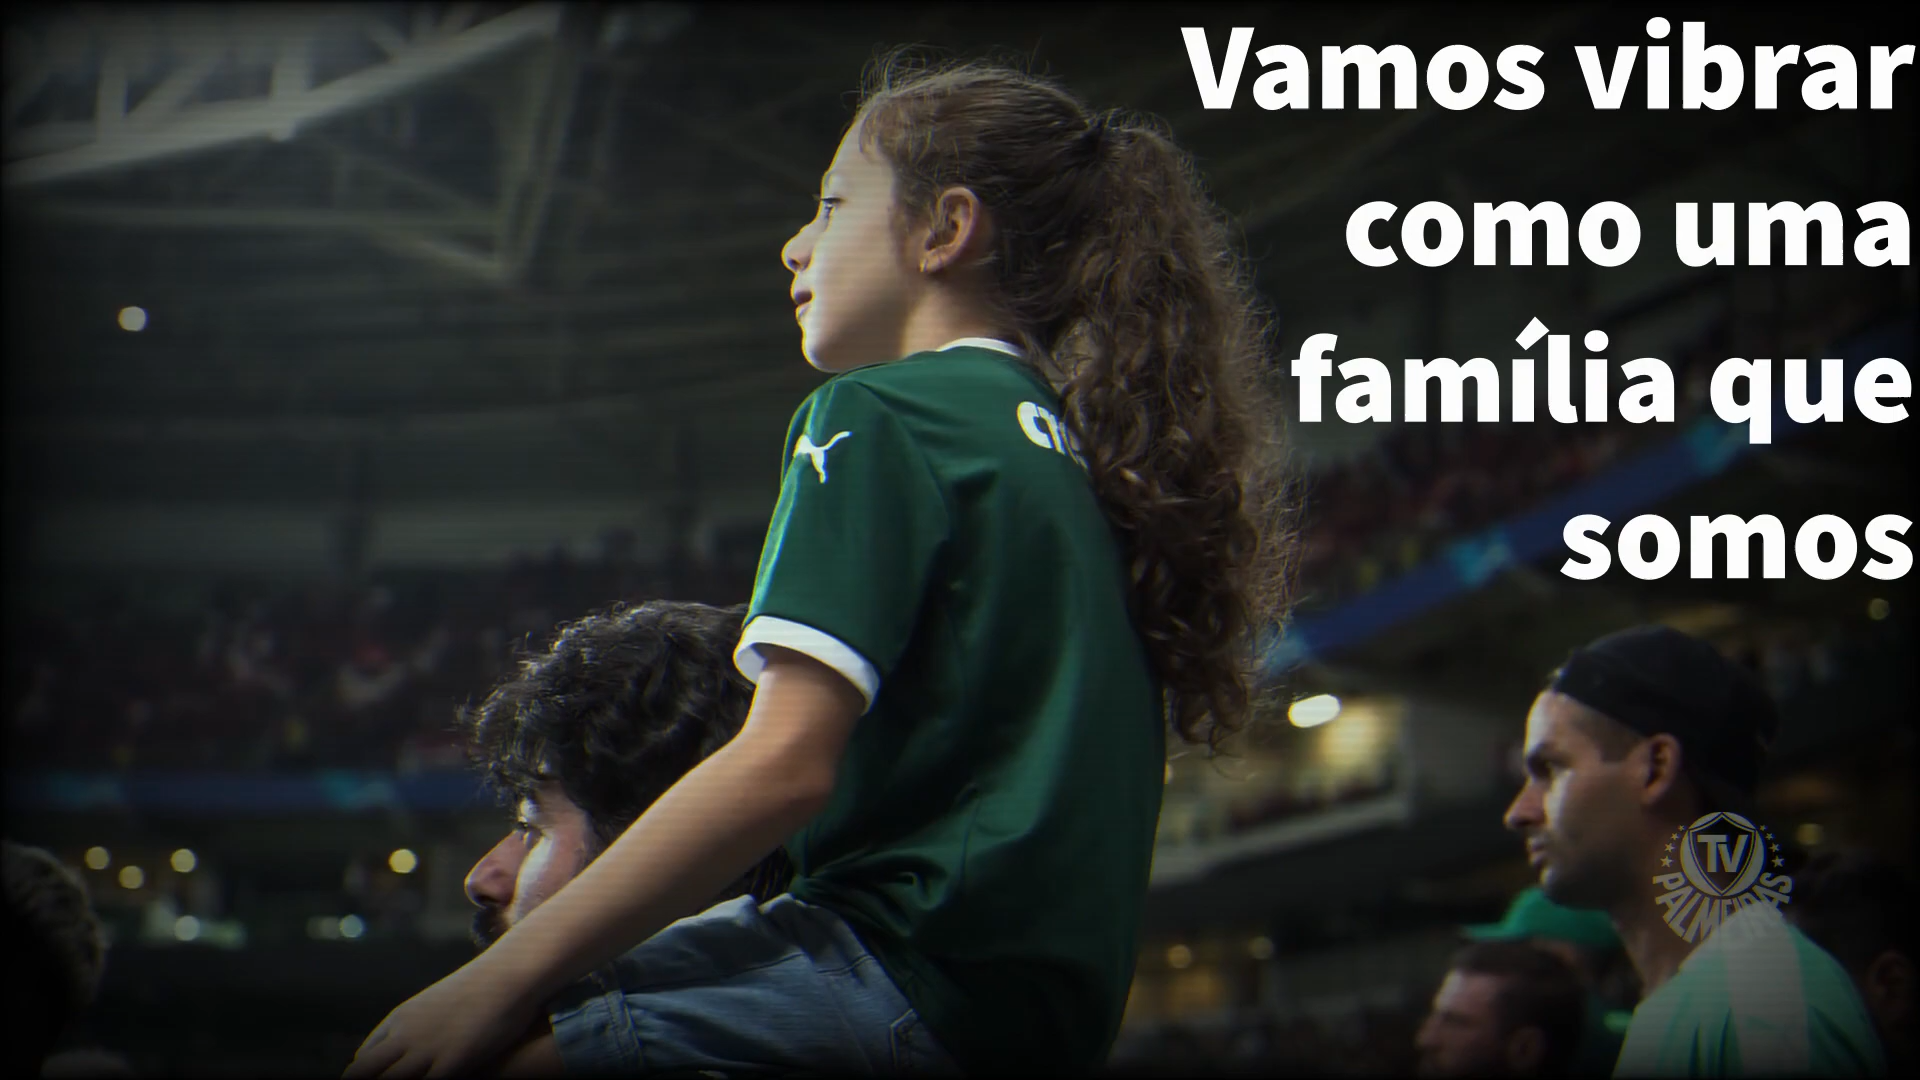 Vamos vibrar
como uma
família que
somos
TV
PALMEIRAS